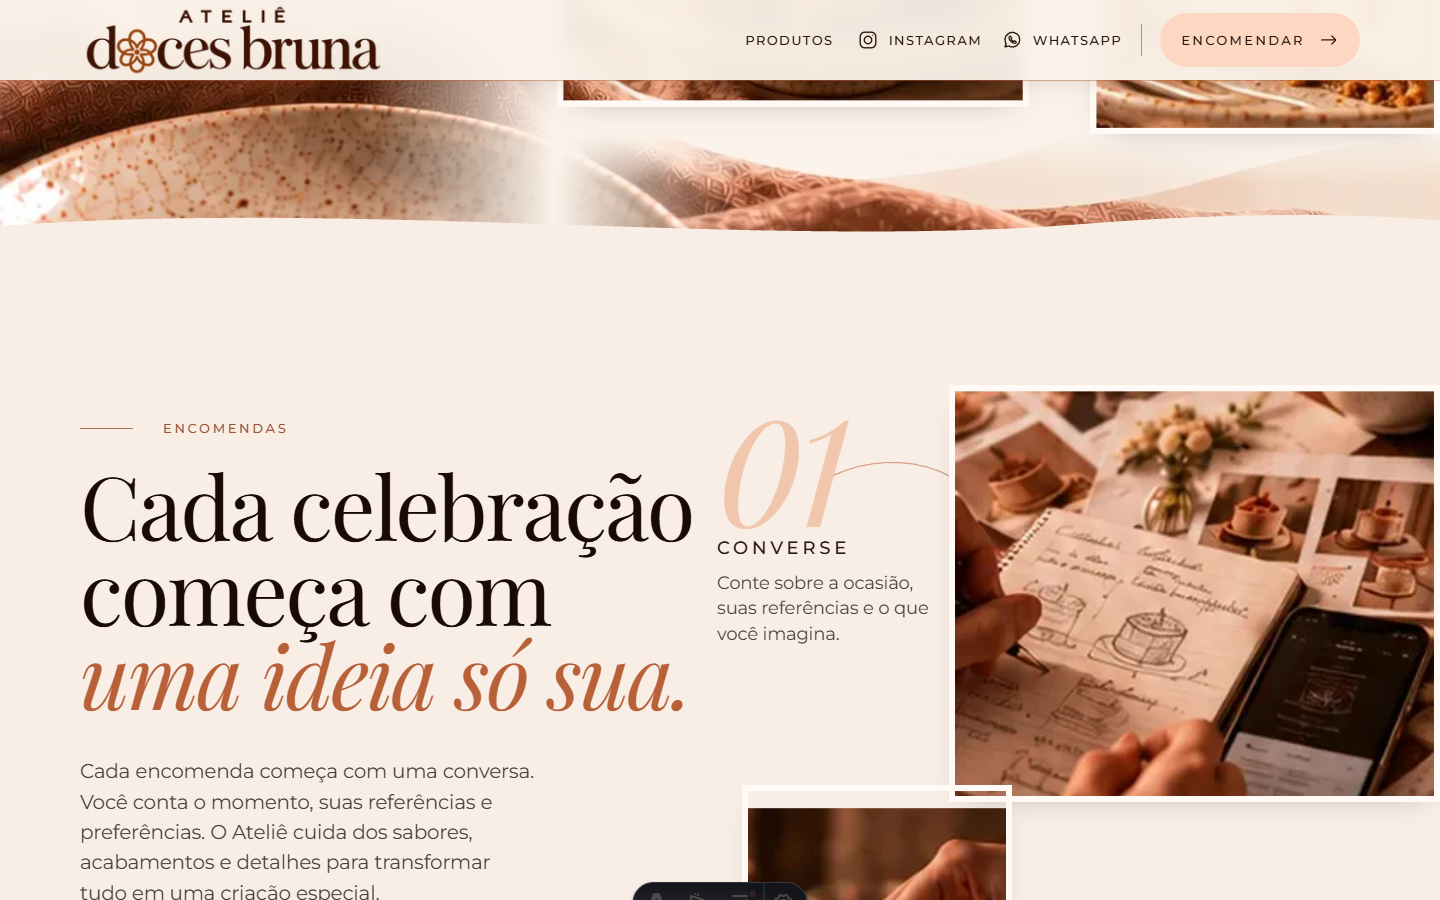 ATELIÊ
doces bruna
PRODUTOS
INSTAGRAM
WHATSAPP
ENCOMENDAR
ENCOMENDAS
Cada celebração
começa com
uma ideia só sua.
Cada encomenda começa com uma conversa.
Você conta o momento, suas referências e
preferências. O Ateliê cuida dos sabores,
acabamentos e detalhes para transformar
tudo em uma criação especial.
01
CONVERSE
Conte sobre a ocasião,
suas referências e o que
você imagina.